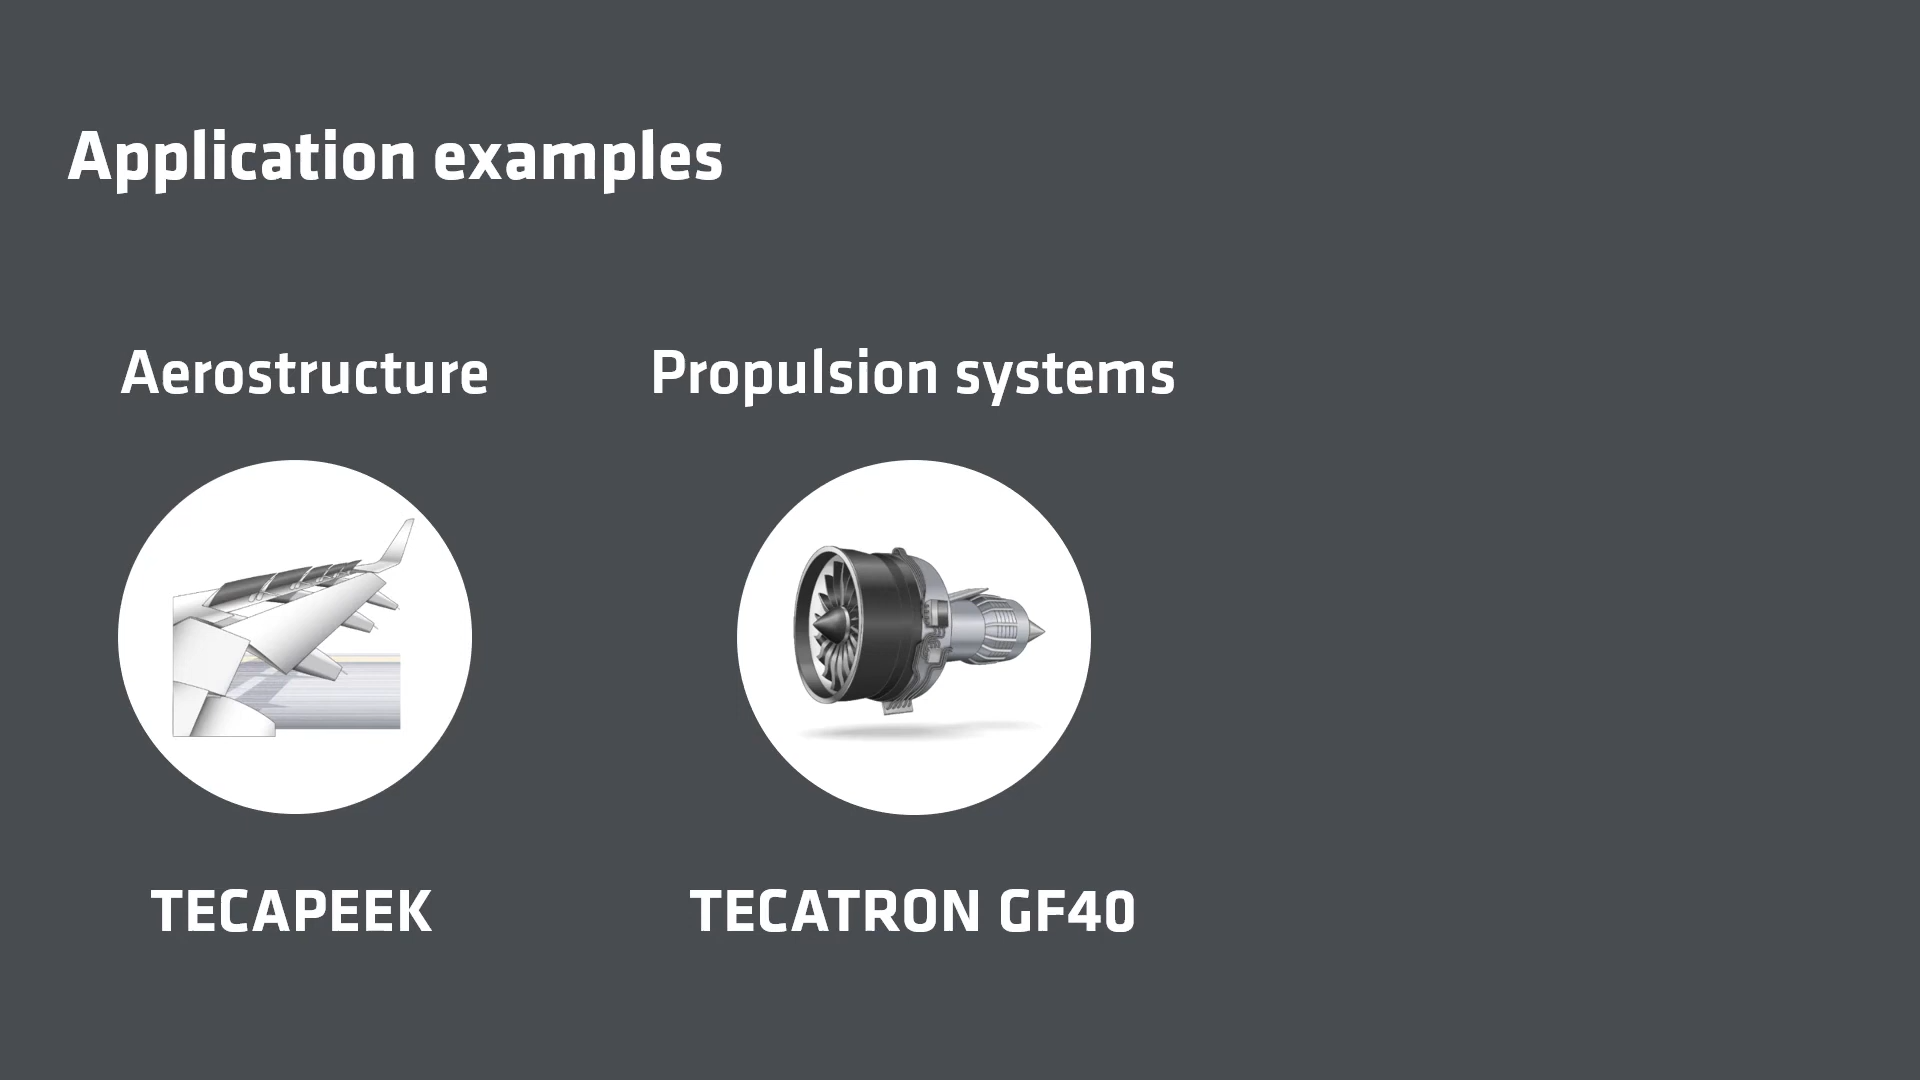 Application examples
Aerostructure
Propulsion systems
TECAPEEK
TECATRON GF40